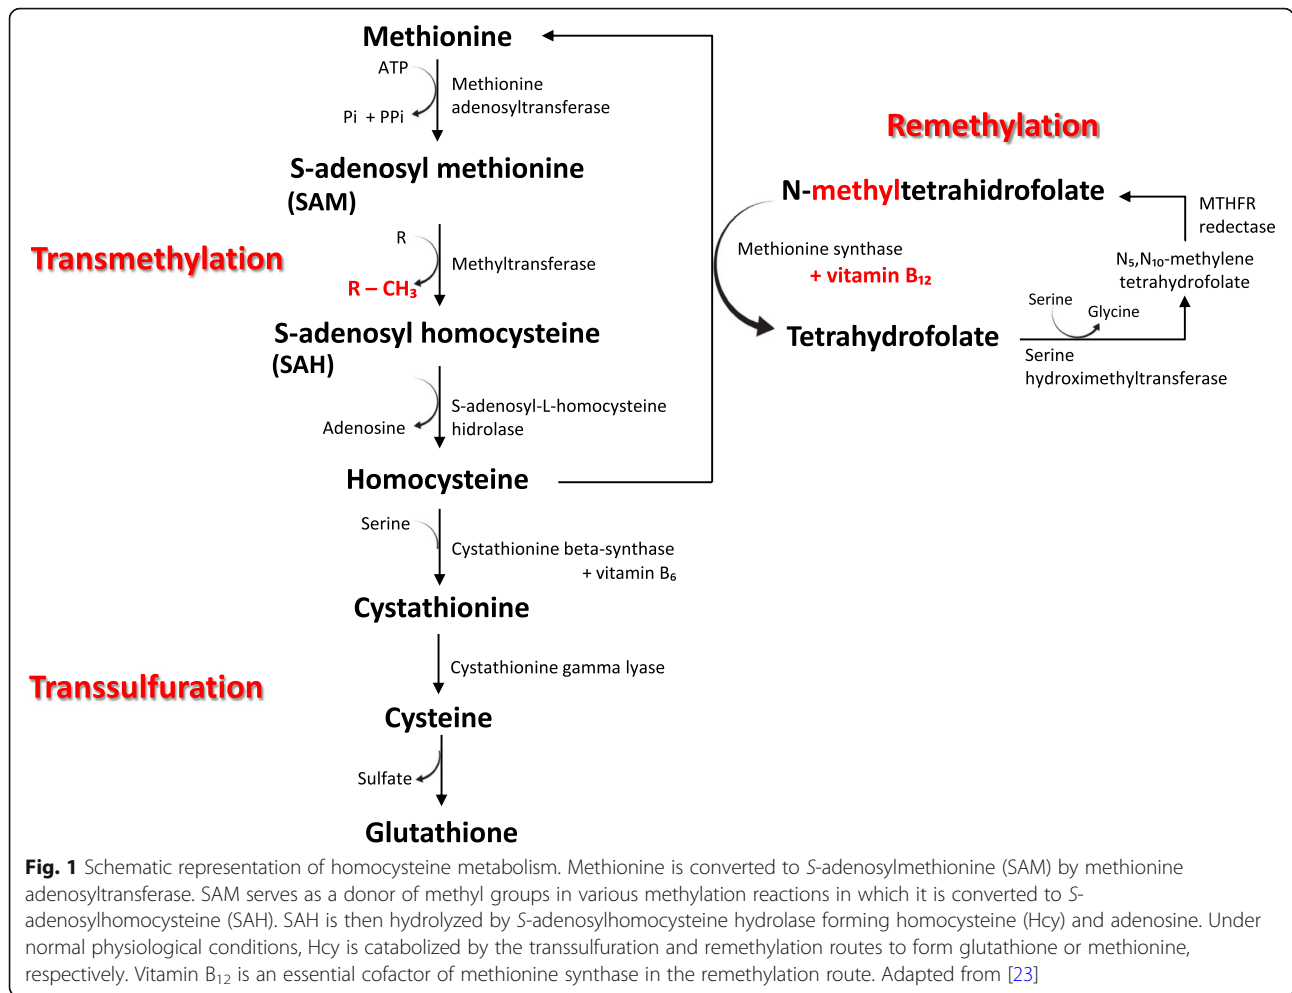 Methionine
ATP
Methionine
adenosyltransferase
Pi + PPi
Remethylation
S-adenosyl methionine
(SAM)
N-methyltetrahidrofolate
MTHFR
redectase
R
Methionine synthase
+ vitamin B₁₂
Transmethylation
Methyltransferase
N₅,N₁₀-methylene
tetrahydrofolate
R – CH₃
Serine
Glycine
S-adenosyl homocysteine
(SAH)
Tetrahydrofolate
Serine
hydroximethyltransferase
S-adenosyl-L-homocysteine
hidrolase
Adenosine
Homocysteine
Serine
Cystathionine beta-synthase
+ vitamin B₆
Cystathionine
Cystathionine gamma lyase
Transsulfuration
Cysteine
Sulfate
Glutathione
Fig. 1 Schematic representation of homocysteine metabolism. Methionine is converted to S-adenosylmethionine (SAM) by methionine
adenosyltransferase. SAM serves as a donor of methyl groups in various methylation reactions in which it is converted to S-
adenosylhomocysteine (SAH). SAH is then hydrolyzed by S-adenosylhomocysteine hydrolase forming homocysteine (Hcy) and adenosine. Under
normal physiological conditions, Hcy is catabolized by the transsulfuration and remethylation routes to form glutathione or methionine,
respectively. Vitamin B₁₂ is an essential cofactor of methionine synthase in the remethylation route. Adapted from [23]